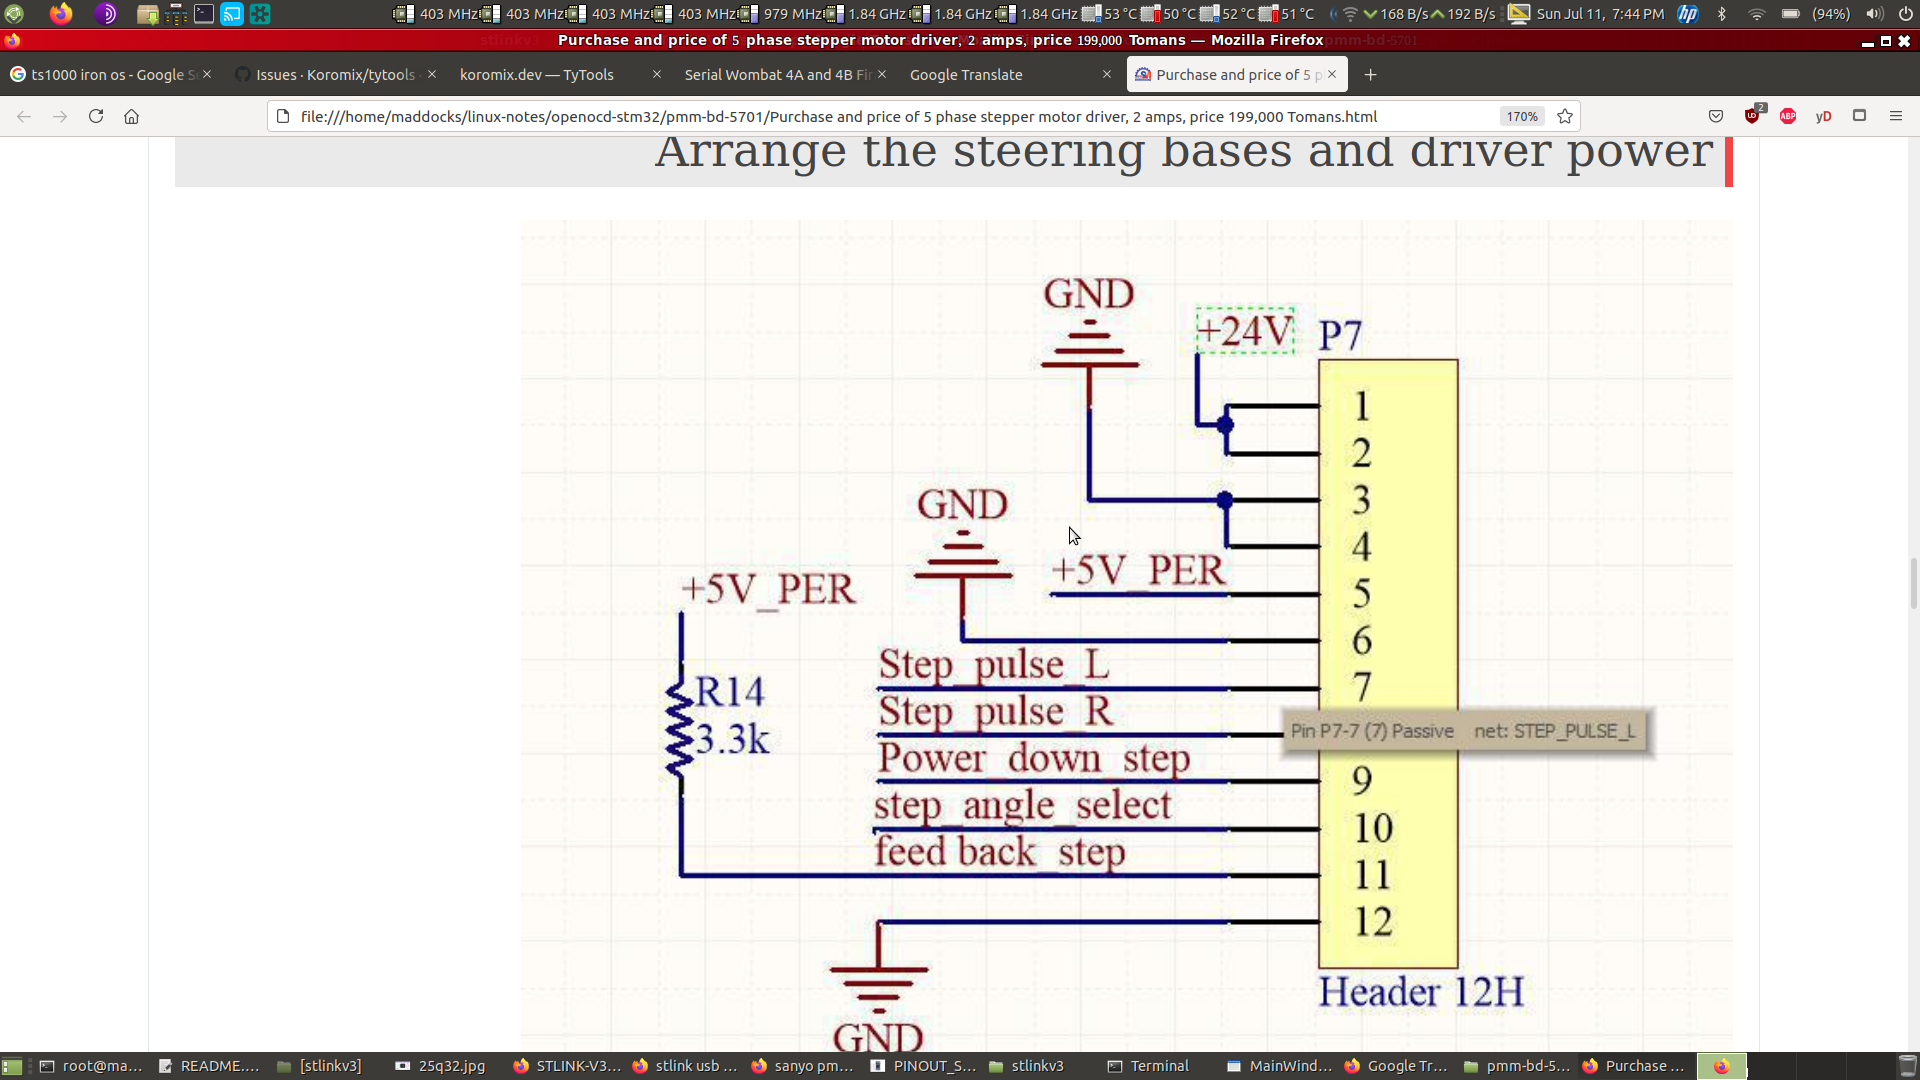 403 MHz 403 MHz 403 MHz 403 MHz 979 MHz 1.84 GHz 1.84 GHz 1.84 GHz 53 °C 50 °C 52 °C 51 °C 168 B/s 192 B/s Sun Jul 11, 7:44 PM hp (94%)
Purchase and price of 5 phase stepper motor driver, 2 amps, price 199,000 Tomans — Mozilla Firefox
ts1000 iron os - Google S Issues · Koromix/tytools koromix.dev — TyTools Serial Wombat 4A and 4B Fir Google Translate Purchase and price of 5 p
file:///home/maddocks/linux-notes/openocd-stm32/pmm-bd-5701/Purchase and price of 5 phase stepper motor driver, 2 amps, price 199,000 Tomans.html 170% 2 ABP yD
Arrange the steering bases and driver power
GND
+24V P7
1
2
GND 3
4
+5V_PER 5
+5V_PER
6
Step_pulse_L 7
R14
Step_pulse_R
Pin P7-7 (7) Passive net: STEP_PULSE_L
3.3k
Power_down_step 9
step_angle_select 10
feed back_step 11
12
Header 12H
GND
root@ma... README.... [stlinkv3] 25q32.jpg STLINK-V3... stlink usb ... sanyo pm... PINOUT_S... stlinkv3 Terminal MainWind... Google Tr... pmm-bd-5... Purchase ...